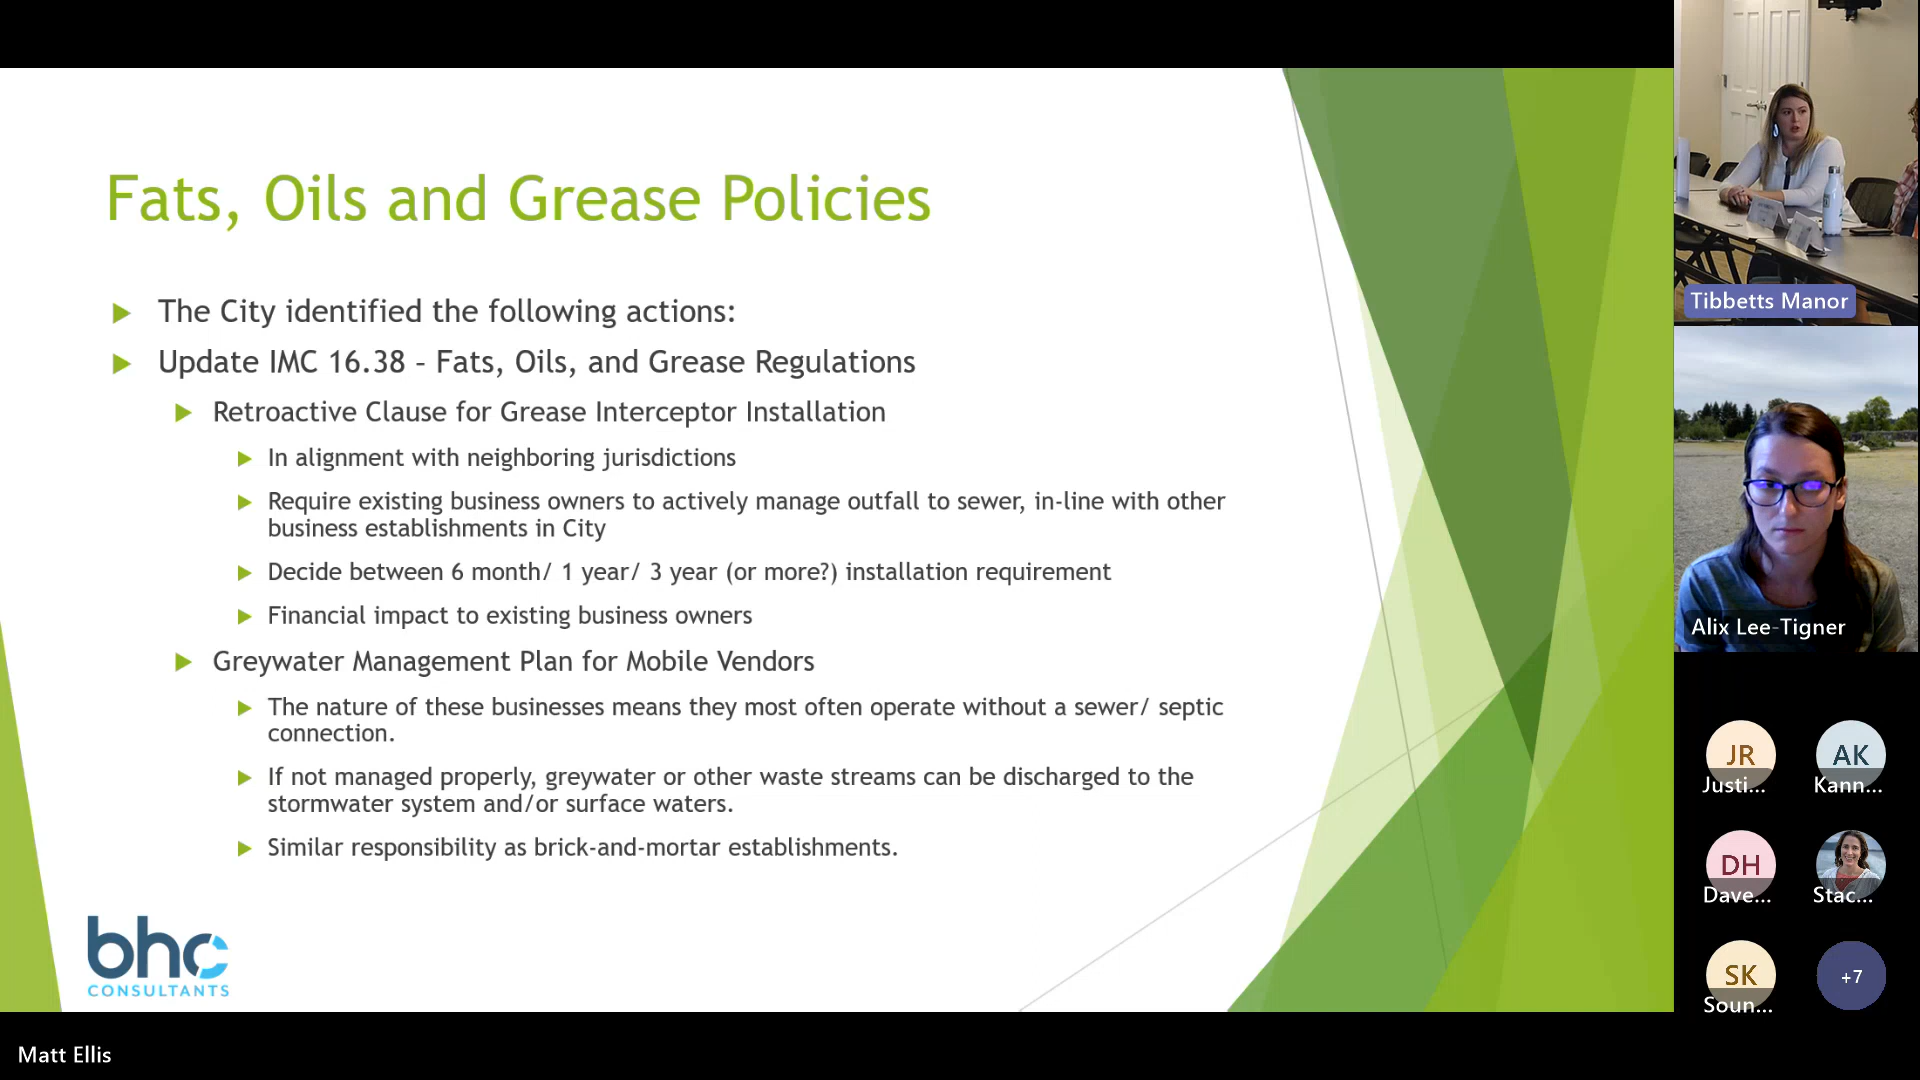 Fats, Oils and Grease Policies
The City identified the following actions:
Update IMC 16.38 – Fats, Oils, and Grease Regulations
Retroactive Clause for Grease Interceptor Installation
In alignment with neighboring jurisdictions
Require existing business owners to actively manage outfall to sewer, in-line with other
business establishments in City
Decide between 6 month/ 1 year/ 3 year (or more?) installation requirement
Financial impact to existing business owners
Greywater Management Plan for Mobile Vendors
The nature of these businesses means they most often operate without a sewer/ septic
connection.
If not managed properly, greywater or other waste streams can be discharged to the
stormwater system and/or surface waters.
Similar responsibility as brick-and-mortar establishments.
bhc
CONSULTANTS
Matt Ellis
Tibbetts Manor
Alix Lee-Tigner
JR
Justi...
AK
Kann...
DH
Dave...
Stac...
SK
Soun...
+7